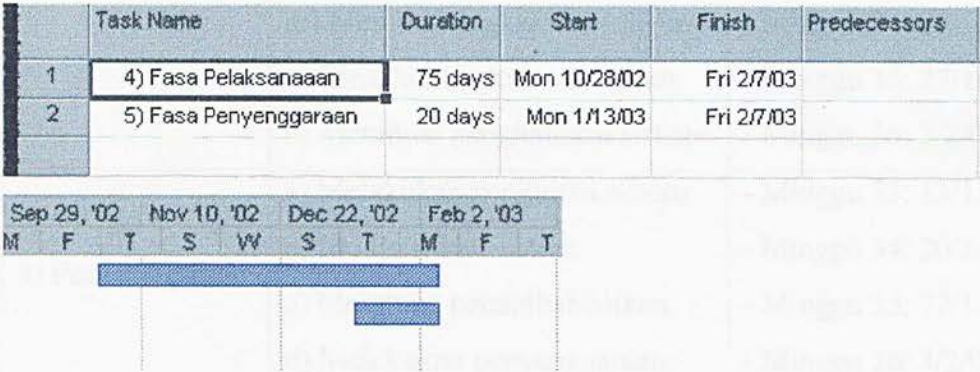 Task Name Duration Start Finish Predecessors
1 4) Fasa Pelaksanaaan 75 days Mon 10/28/02 Fri 2/7/03
2 5) Fasa Penyenggaraan 20 days Mon 1/13/03 Fri 2/7/03
Sep 29, '02 Nov 10, '02 Dec 22, '02 Feb 2, '03
M F T S W S T M F T